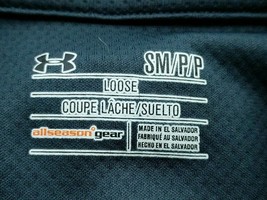 SM/P/P
LOOSE
COUPE LÂCHE/SUELTO
allseason gear
MADE IN EL SALVADOR
FABRIQUÉ AU SALVADOR
HECHO EN EL SALVADOR